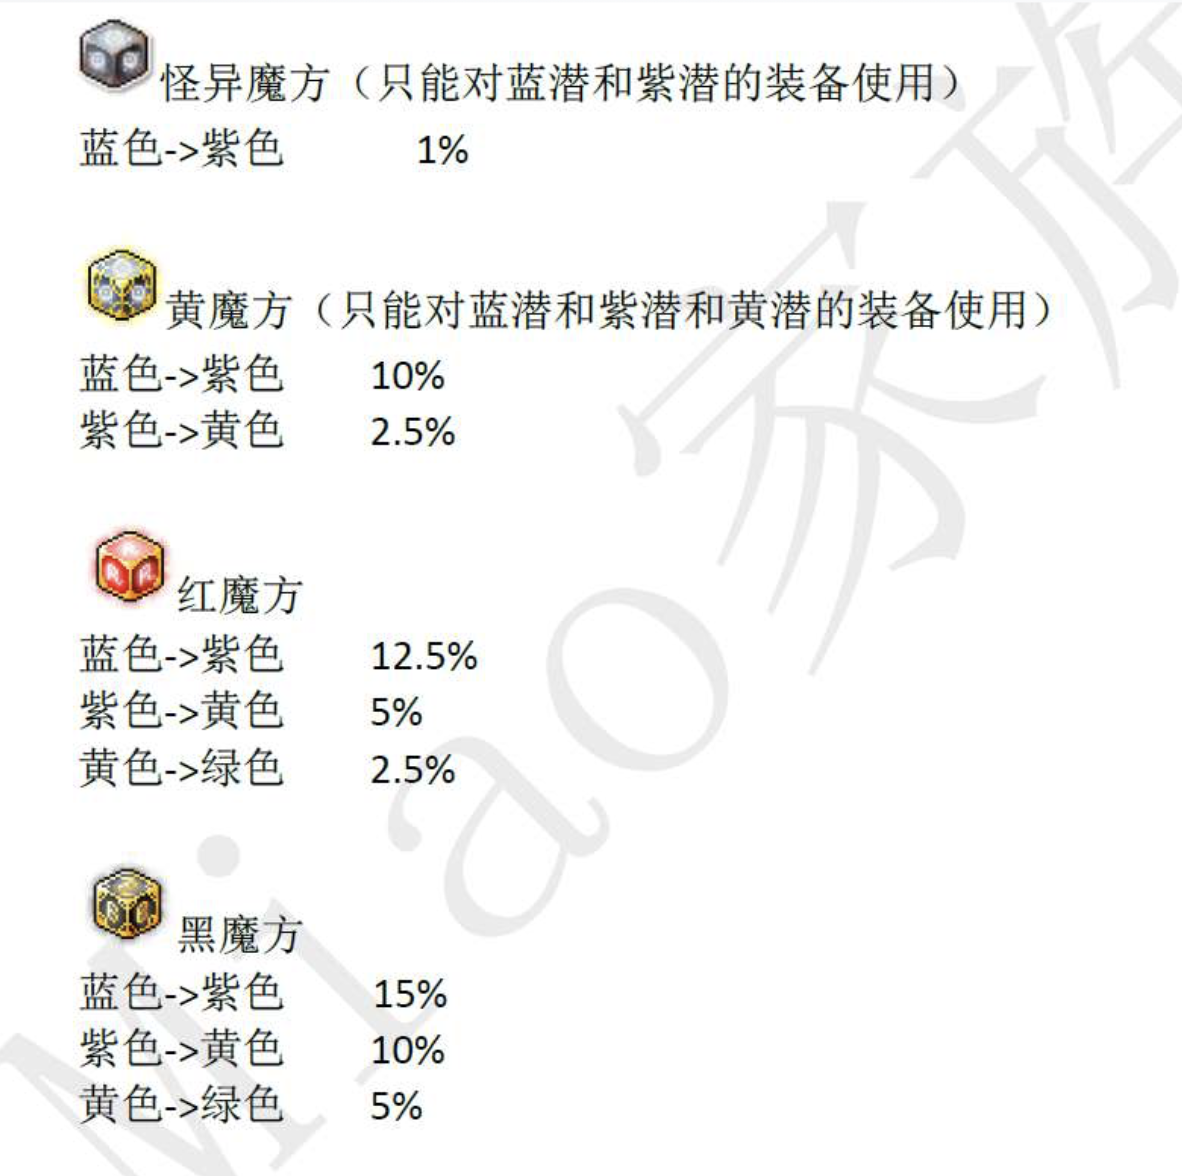 怪异魔方（只能对蓝潜和紫潜的装备使用）
蓝色->紫色 1%
黄魔方（只能对蓝潜和紫潜和黄潜的装备使用）
蓝色->紫色 10%
紫色->黄色 2.5%
红魔方
蓝色->紫色 12.5%
紫色->黄色 5%
黄色->绿色 2.5%
黑魔方
蓝色->紫色 15%
紫色->黄色 10%
黄色->绿色 5%
Miao家族